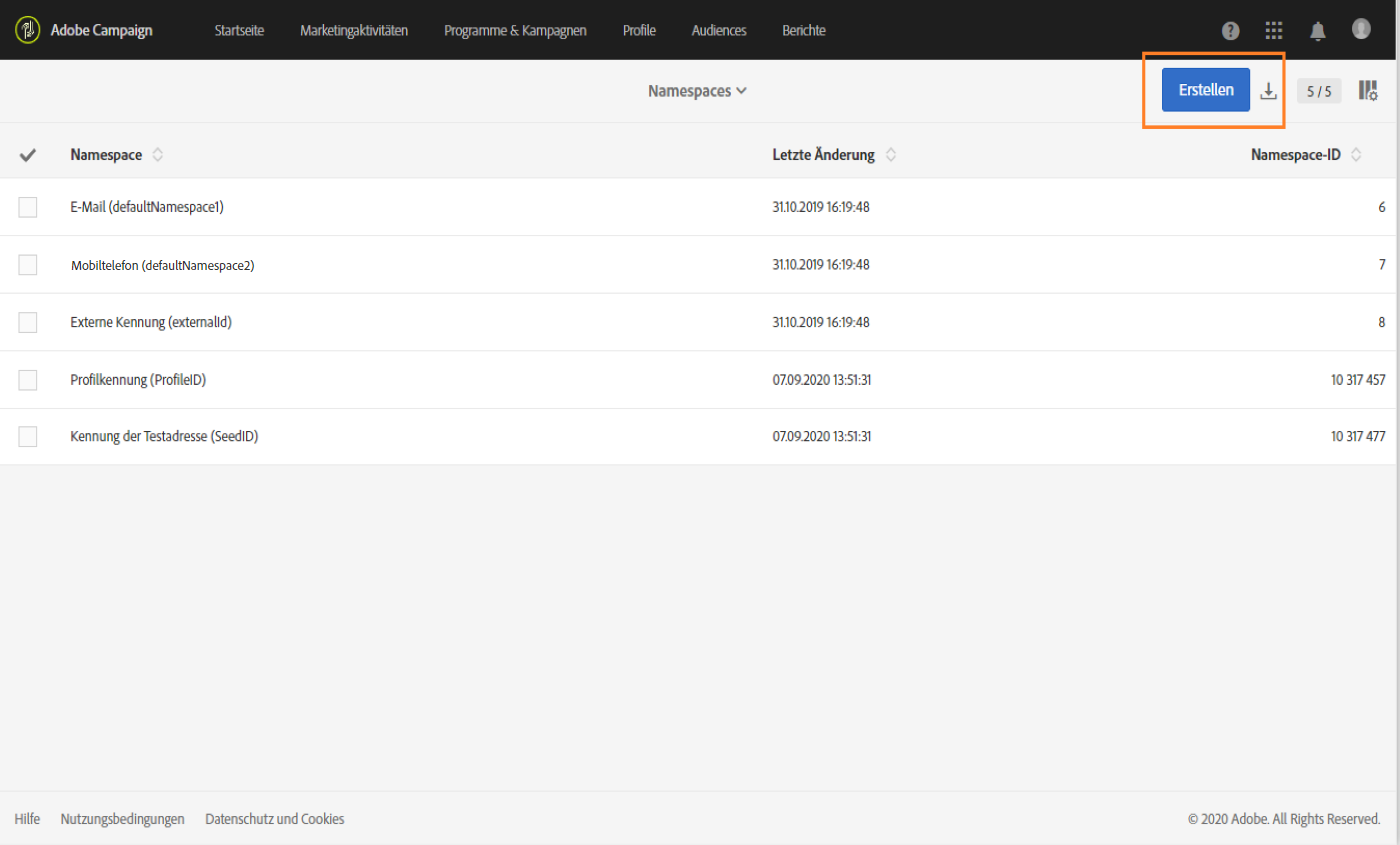 Adobe Campaign Startseite Marketingaktivitäten Programme & Kampagnen Profile Audiences Berichte ?
Namespaces Erstellen 5 / 5
Namespace Letzte Änderung Namespace-ID
E-Mail (defaultNamespace1) 31.10.2019 16:19:48 6
Mobiltelefon (defaultNamespace2) 31.10.2019 16:19:48 7
Externe Kennung (externalId) 31.10.2019 16:19:48 8
Profilkennung (ProfileID) 07.09.2020 13:51:31 10 317 457
Kennung der Testadresse (SeedID) 07.09.2020 13:51:31 10 317 477
Hilfe Nutzungsbedingungen Datenschutz und Cookies © 2020 Adobe. All Rights Reserved.